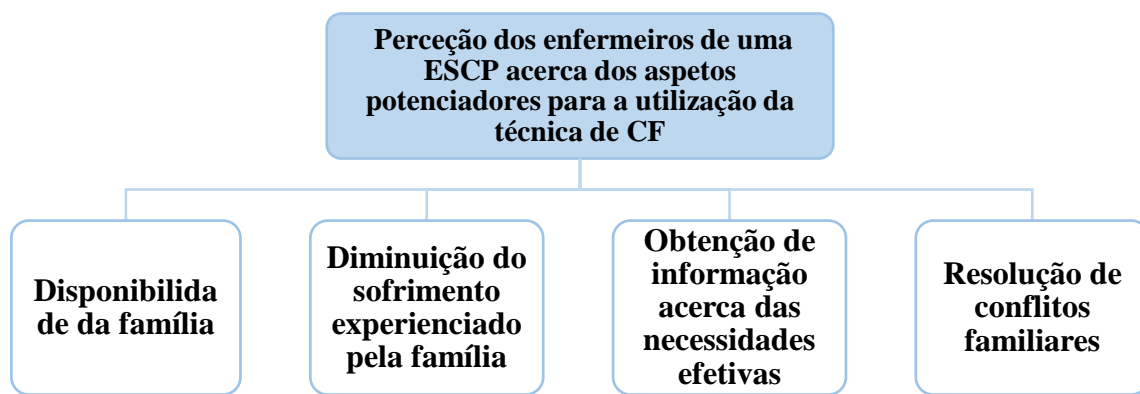 Perceção dos enfermeiros de uma
ESCP acerca dos aspetos
potenciadores para a utilização da
técnica de CF
Disponibilida
de da família
Diminuição do
sofrimento
experienciado
pela família
Obtenção de
informação
acerca das
necessidades
efetivas
Resolução de
conflitos
familiares